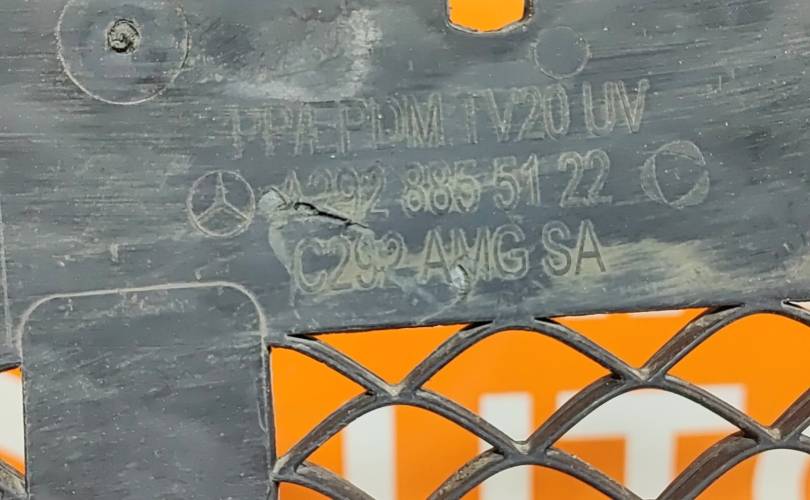 PP/EPDM TV20 UV
A292 885 51 22
C292 AMG SA